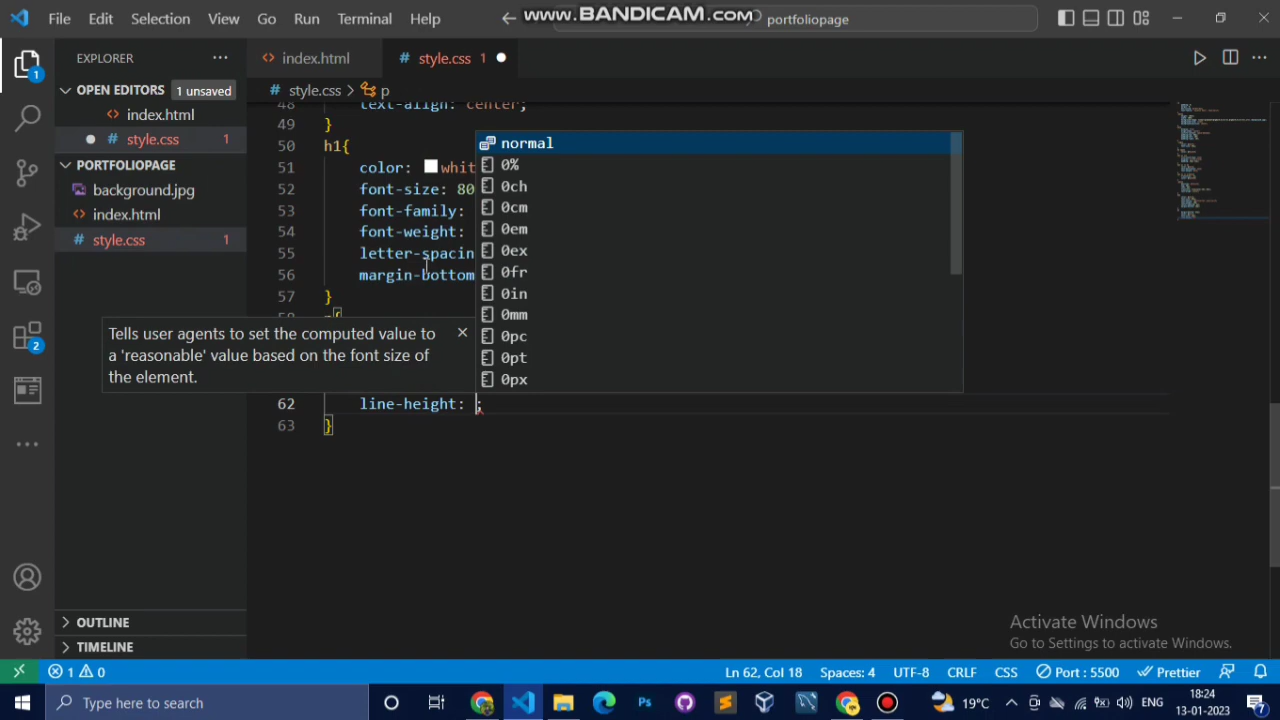 File Edit Selection View Go Run Terminal Help
www.BANDICAM.com
portfoliopage
EXPLORER
index.html
style.css 1
OPEN EDITORS 1 unsaved
style.css > p
index.html
style.css 1
PORTFOLIOPAGE
background.jpg
index.html
style.css 1
1
2
48 text-align: center;
49 }
50 h1{
51 color: whit
52 font-size: 80
53 font-family:
54 font-weight:
55 letter-spacin
56 margin-bottom
57 }
62 line-height: ;
63 }
normal
0%
0ch
0cm
0em
0ex
0fr
0in
0mm
0pc
0pt
0px
Tells user agents to set the computed value to
a 'reasonable' value based on the font size of
the element.
OUTLINE
TIMELINE
Activate Windows
Go to Settings to activate Windows.
1 0 Ln 62, Col 18 Spaces: 4 UTF-8 CRLF CSS Port : 5500 Prettier
Type here to search
Ps
19°C
ENG
18:24
13-01-2023
7